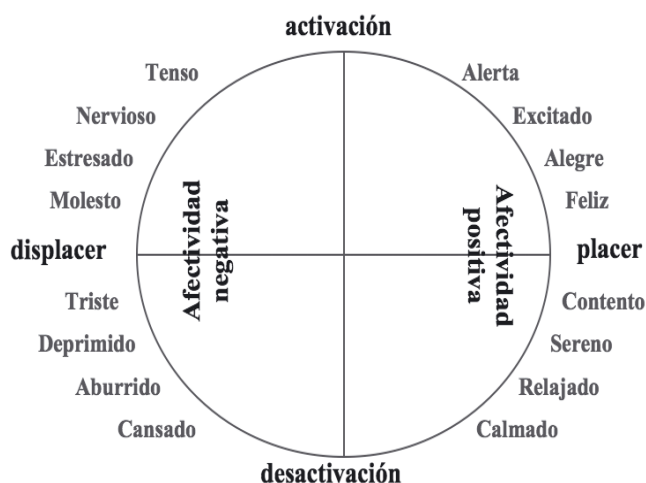 activación
Tenso
Alerta
Nervioso
Excitado
Estresado
Alegre
Molesto
Feliz
Afectividad
negativa
Afectividad
positiva
displacer
placer
Triste
Contento
Deprimido
Sereno
Aburrido
Relajado
Cansado
Calmado
desactivación